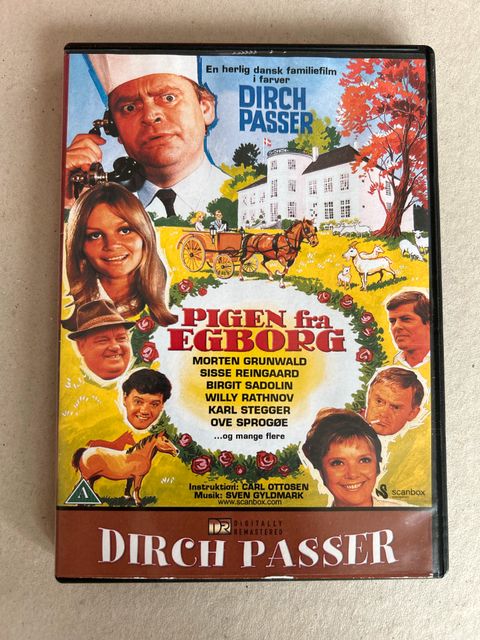 En herlig dansk familiefilm
i farver
DIRCH
PASSER
PIGEN fra
EGBORG
MORTEN GRUNWALD
SISSE REINGAARD
BIRGIT SADOLIN
WILLY RATHNOV
KARL STEGGER
OVE SPROGØE
...og mange flere
Instruktion: CARL OTTOSEN
Musik: SVEN GYLDMARK
www.scanbox.com
scanbox
A
DR DIGITALLY
REMASTERED
DIRCH PASSER